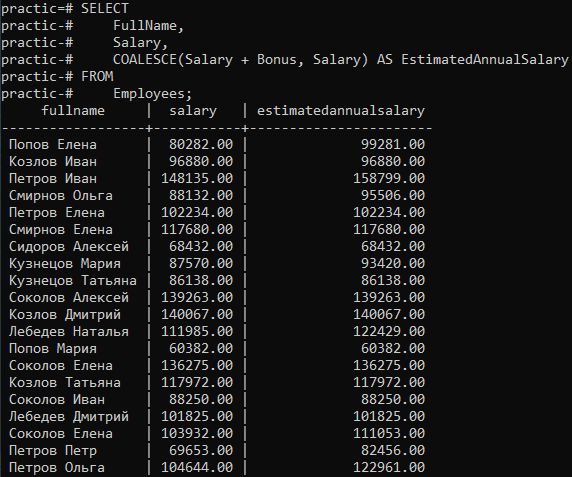 practic=# SELECT
practic-#     FullName,
practic-#     Salary,
practic-#     COALESCE(Salary + Bonus, Salary) AS EstimatedAnnualSalary
practic-# FROM
practic-#     Employees;
     fullname     |  salary   | estimatedannualsalary
------------------+-----------+-----------------------
 Попов Елена      |  80282.00 |              99281.00
 Козлов Иван      |  96880.00 |              96880.00
 Петров Иван      | 148135.00 |             158799.00
 Смирнов Ольга    |  88132.00 |              95506.00
 Петров Елена     | 102234.00 |             102234.00
 Смирнов Елена    | 117680.00 |             117680.00
 Сидоров Алексей  |  68432.00 |              68432.00
 Кузнецов Мария   |  87570.00 |              93420.00
 Кузнецов Татьяна |  86138.00 |              86138.00
 Соколов Алексей  | 139263.00 |             139263.00
 Козлов Дмитрий   | 140067.00 |             140067.00
 Лебедев Наталья  | 111985.00 |             122429.00
 Попов Мария      |  60382.00 |              60382.00
 Соколов Елена    | 136275.00 |             136275.00
 Козлов Татьяна   | 117972.00 |             117972.00
 Соколов Иван     |  88250.00 |              88250.00
 Лебедев Дмитрий  | 101825.00 |             101825.00
 Соколов Елена    | 103932.00 |             111053.00
 Петров Петр      |  69653.00 |              82456.00
 Петров Ольга     | 104644.00 |             122961.00